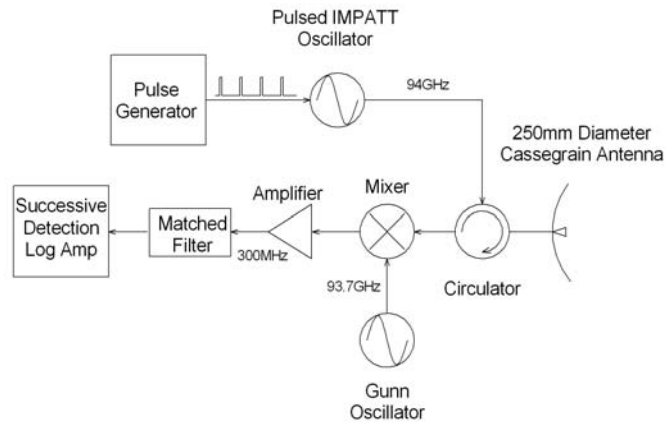 Pulsed IMPATT
Oscillator
Pulse
Generator
94GHz
250mm Diameter
Cassegrain Antenna
Successive
Detection
Log Amp
Matched
Filter
Amplifier
300MHz
Mixer
Circulator
93.7GHz
Gunn
Oscillator